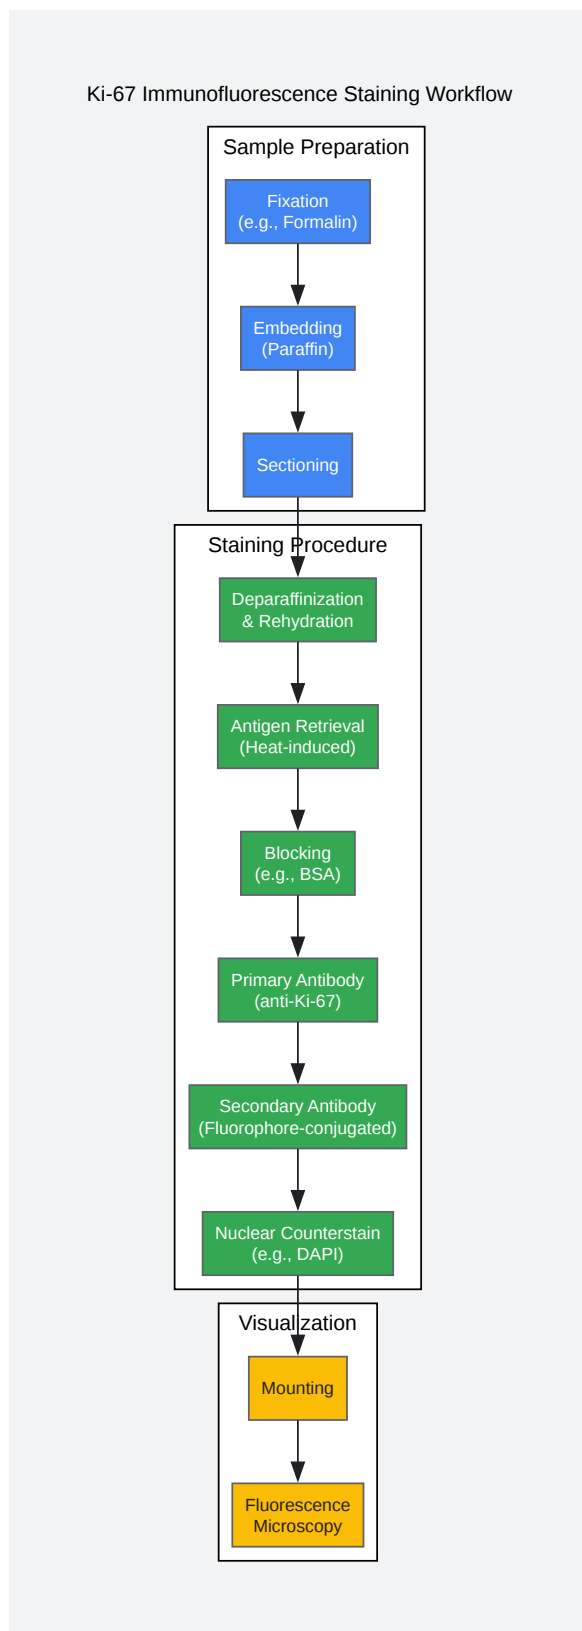 Ki-67 Immunofluorescence Staining Workflow
Sample Preparation
Fixation
(e.g., Formalin)
Embedding
(Paraffin)
Sectioning
Staining Procedure
Deparaffinization
& Rehydration
Antigen Retrieval
(Heat-induced)
Blocking
(e.g., BSA)
Primary Antibody
(anti-Ki-67)
Secondary Antibody
(Fluorophore-conjugated)
Nuclear Counterstain
(e.g., DAPI)
Visualization
Mounting
Fluorescence
Microscopy